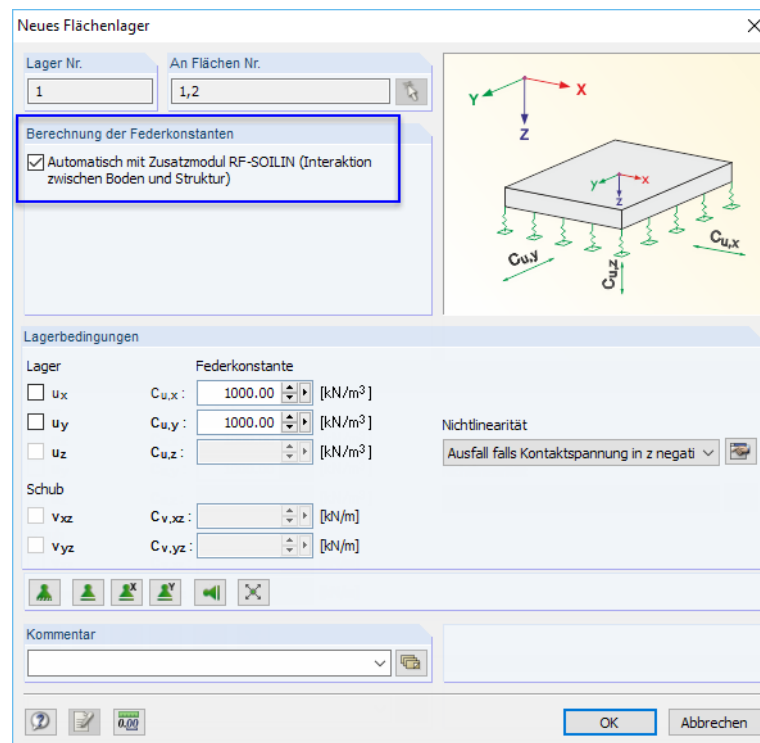 Neues Flächenlager
Lager Nr.
An Flächen Nr.
1
1,2
Berechnung der Federkonstanten
Automatisch mit Zusatzmodul RF-SOILIN (Interaktion
zwischen Boden und Struktur)
Y
X
Z
y
x
z
Cu,y
Cu,z
Cu,x
Lagerbedingungen
Lager
Federkonstante
ux
Cu,x :
1000.00
[kN/m³]
uy
Cu,y :
1000.00
[kN/m³]
uz
Cu,z :
[kN/m³]
Nichtlinearität
Ausfall falls Kontaktspannung in z negati
Schub
vxz
Cv,xz :
[kN/m]
vyz
Cv,yz :
[kN/m]
X
Y
Kommentar
0.00
OK
Abbrechen